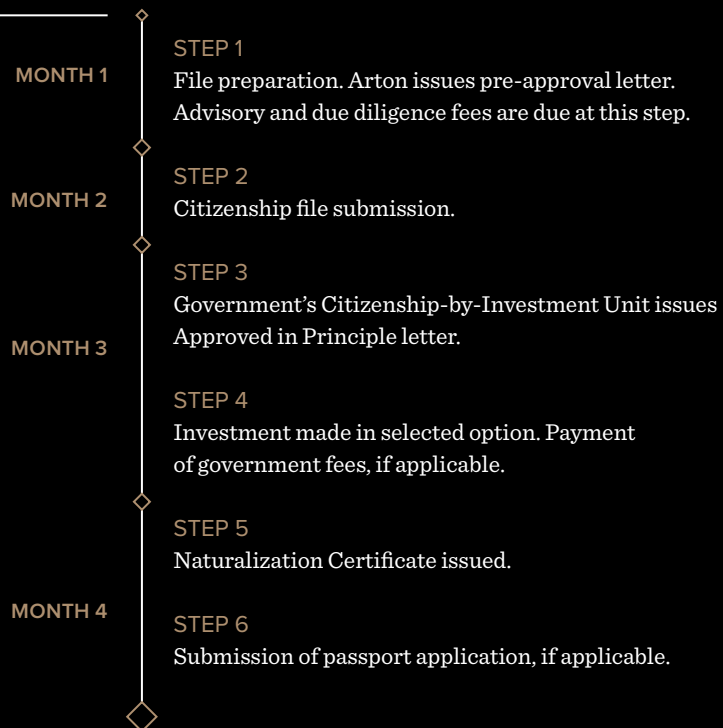 STEP 1
MONTH 1
File preparation. Arton issues pre-approval letter.
Advisory and due diligence fees are due at this step.
STEP 2
MONTH 2
Citizenship file submission.
STEP 3
Government’s Citizenship-by-Investment Unit issues
Approved in Principle letter.
MONTH 3
STEP 4
Investment made in selected option. Payment
of government fees, if applicable.
STEP 5
Naturalization Certificate issued.
MONTH 4
STEP 6
Submission of passport application, if applicable.